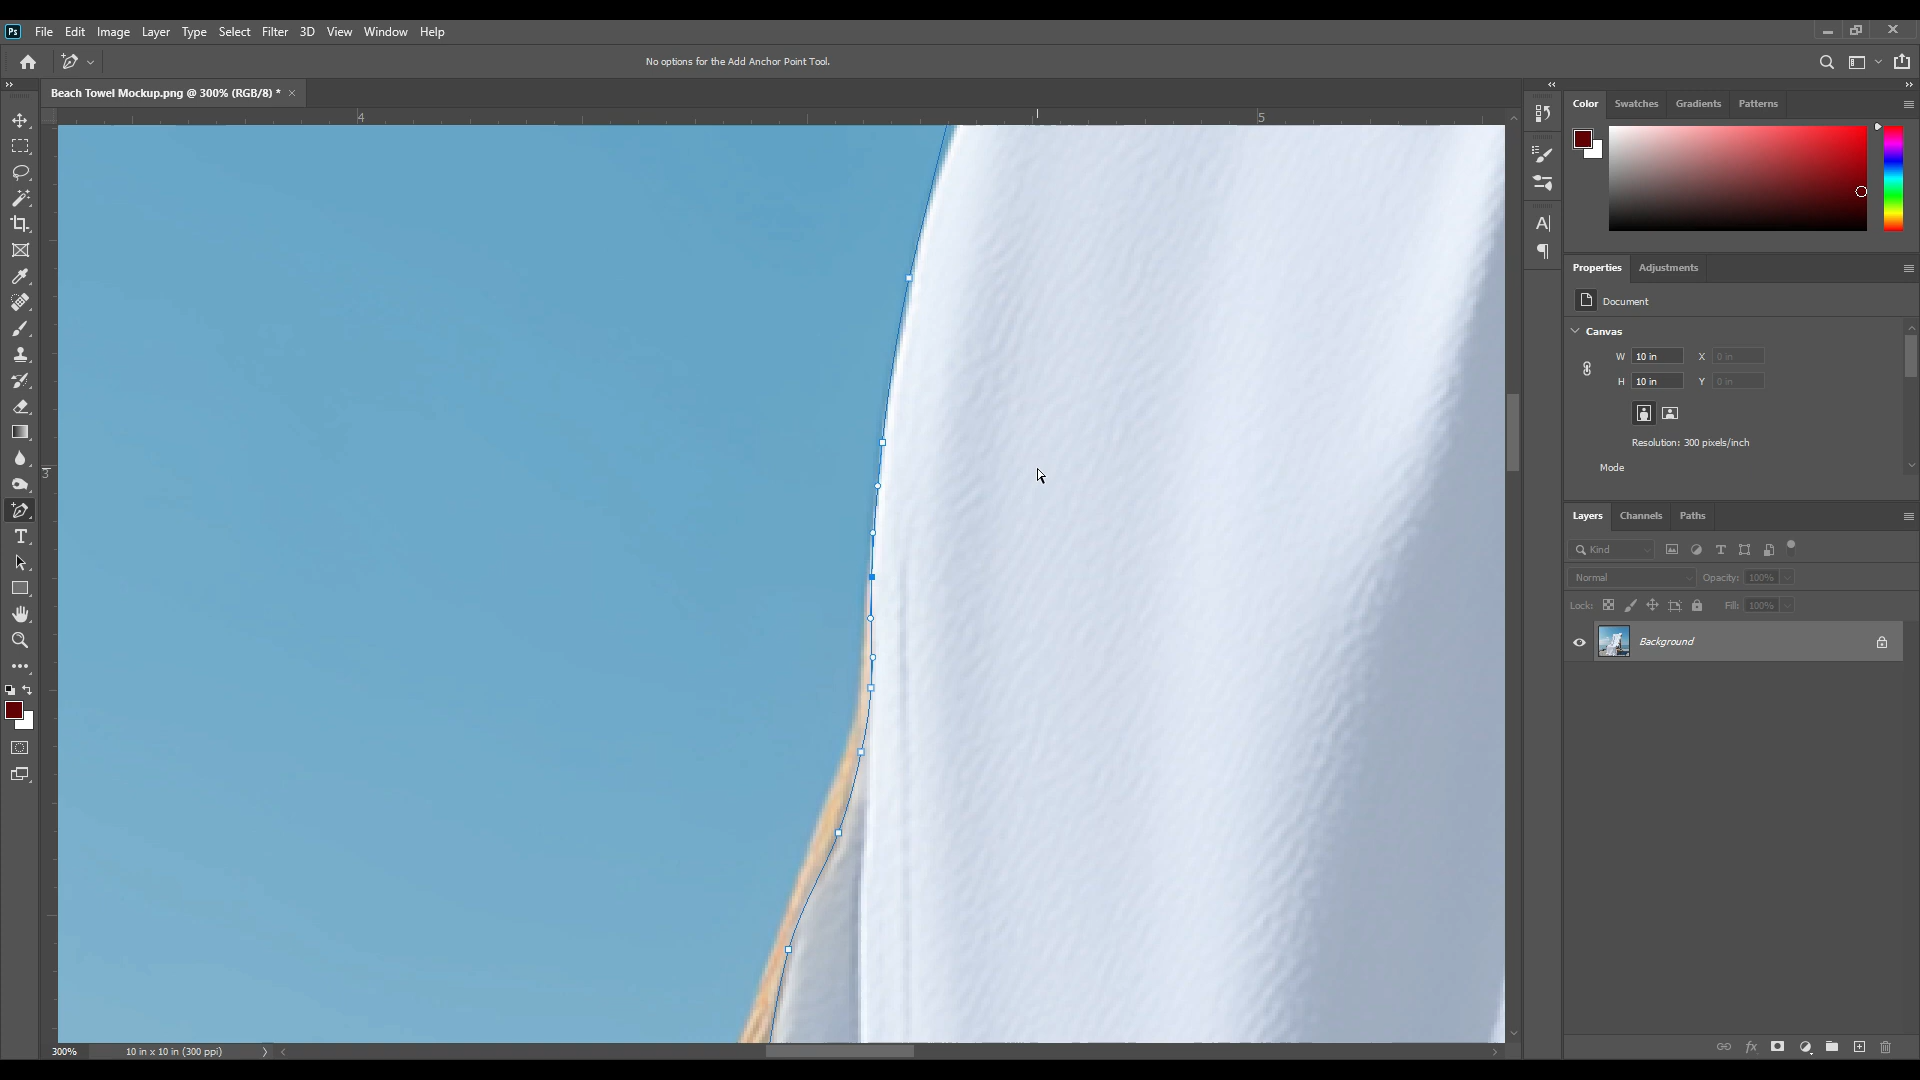 Ps File Edit Image Layer Type Select Filter 3D View Window Help
No options for the Add Anchor Point Tool.
Beach Towel Mockup.png @ 300% (RGB/8) *
4 5
3
Color Swatches Gradients Patterns
Properties Adjustments
Document
Canvas
W 10 in X 0 in
H 10 in Y 0 in
Resolution: 300 pixels/inch
Mode
Layers Channels Paths
Kind
Normal Opacity: 100%
Lock: Fill: 100%
Background
300% 10 in x 10 in (300 ppi)